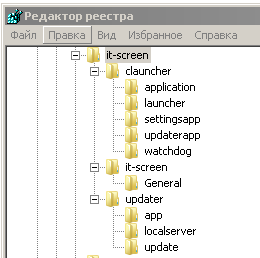 Редактор реестра
Файл Правка Вид Избранное Справка
it-screen
clauncher
application
launcher
settingsapp
updaterapp
watchdog
it-screen
General
updater
app
localserver
update